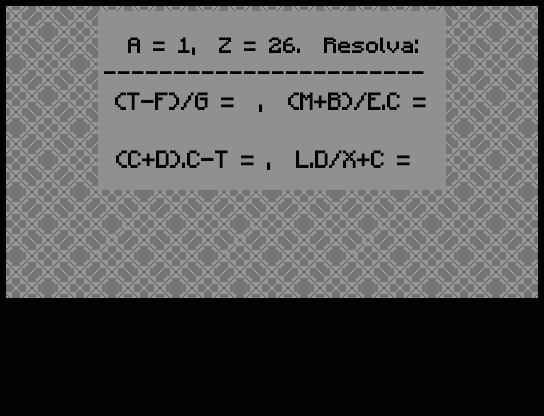 A = 1, Z = 26. Resolva:
-----------------------
(T-F)/G = , (M+B)/E.C =
(C+D).C-T = , L.D/X+C =